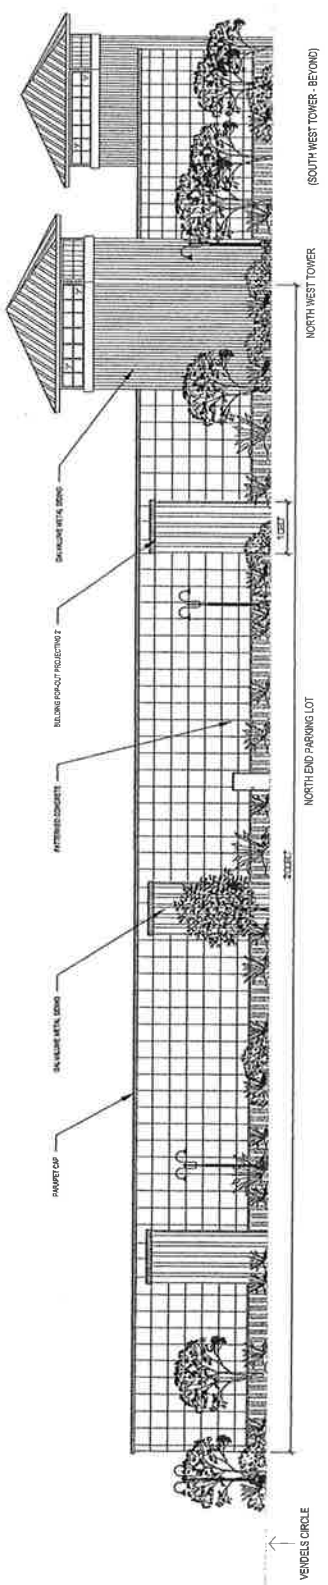 PARAPET CAP
GALVALUME METAL SIDING
PATTERNED CONCRETE
BUILDING POP-OUT PROJECTING 2'
GALVALUME METAL SIDING
VENDELS CIRCLE
NORTH END PARKING LOT
NORTH WEST TOWER
(SOUTH WEST TOWER - BEYOND)